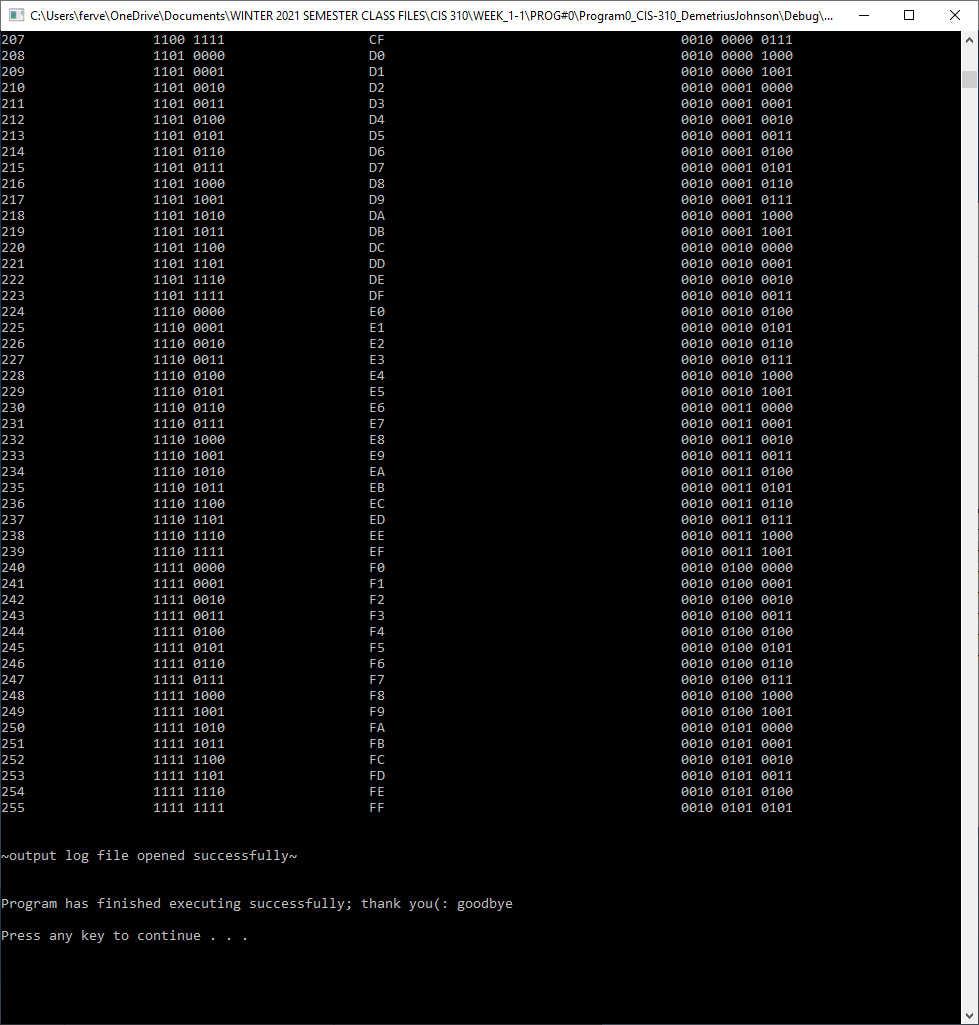 C:\Users\ferve\OneDrive\Documents\WINTER 2021 SEMESTER CLASS FILES\CIS 310\WEEK_1-1\PROG#0\Program0_CIS-310_DemetriusJohnson\Debug\...
207 1100 1111 CF 0010 0000 0111
208 1101 0000 D0 0010 0000 1000
209 1101 0001 D1 0010 0000 1001
210 1101 0010 D2 0010 0001 0000
211 1101 0011 D3 0010 0001 0001
212 1101 0100 D4 0010 0001 0010
213 1101 0101 D5 0010 0001 0011
214 1101 0110 D6 0010 0001 0100
215 1101 0111 D7 0010 0001 0101
216 1101 1000 D8 0010 0001 0110
217 1101 1001 D9 0010 0001 0111
218 1101 1010 DA 0010 0001 1000
219 1101 1011 DB 0010 0001 1001
220 1101 1100 DC 0010 0010 0000
221 1101 1101 DD 0010 0010 0001
222 1101 1110 DE 0010 0010 0010
223 1101 1111 DF 0010 0010 0011
224 1110 0000 E0 0010 0010 0100
225 1110 0001 E1 0010 0010 0101
226 1110 0010 E2 0010 0010 0110
227 1110 0011 E3 0010 0010 0111
228 1110 0100 E4 0010 0010 1000
229 1110 0101 E5 0010 0010 1001
230 1110 0110 E6 0010 0011 0000
231 1110 0111 E7 0010 0011 0001
232 1110 1000 E8 0010 0011 0010
233 1110 1001 E9 0010 0011 0011
234 1110 1010 EA 0010 0011 0100
235 1110 1011 EB 0010 0011 0101
236 1110 1100 EC 0010 0011 0110
237 1110 1101 ED 0010 0011 0111
238 1110 1110 EE 0010 0011 1000
239 1110 1111 EF 0010 0011 1001
240 1111 0000 F0 0010 0100 0000
241 1111 0001 F1 0010 0100 0001
242 1111 0010 F2 0010 0100 0010
243 1111 0011 F3 0010 0100 0011
244 1111 0100 F4 0010 0100 0100
245 1111 0101 F5 0010 0100 0101
246 1111 0110 F6 0010 0100 0110
247 1111 0111 F7 0010 0100 0111
248 1111 1000 F8 0010 0100 1000
249 1111 1001 F9 0010 0100 1001
250 1111 1010 FA 0010 0101 0000
251 1111 1011 FB 0010 0101 0001
252 1111 1100 FC 0010 0101 0010
253 1111 1101 FD 0010 0101 0011
254 1111 1110 FE 0010 0101 0100
255 1111 1111 FF 0010 0101 0101
~output log file opened successfully~
Program has finished executing successfully; thank you(: goodbye
Press any key to continue . . .